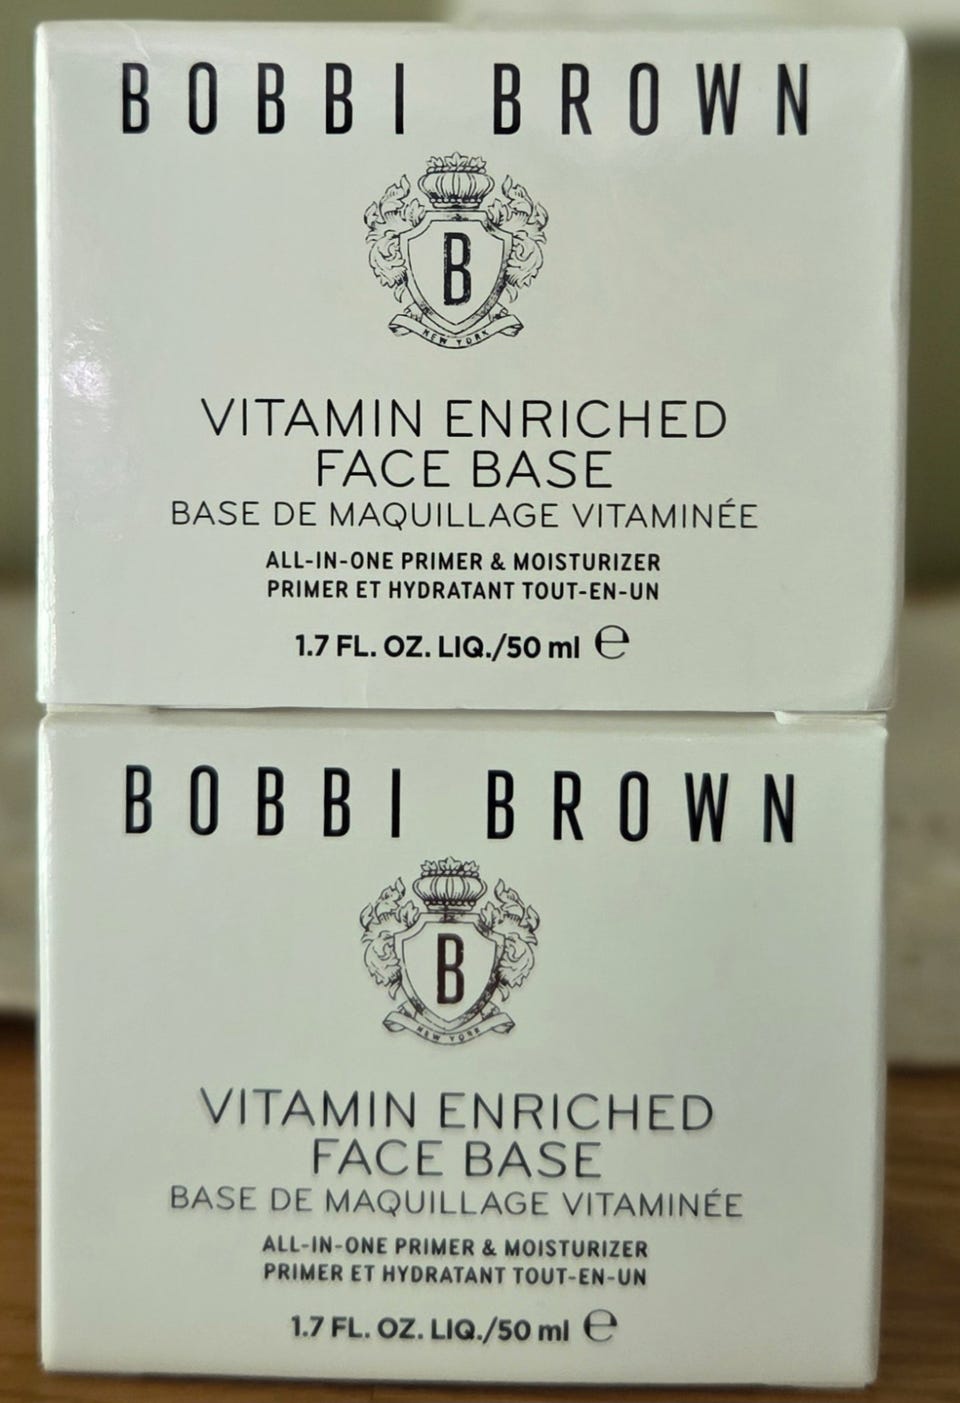 BOBBI BROWN
B
NEW YORK
VITAMIN ENRICHED
FACE BASE
BASE DE MAQUILLAGE VITAMINÉE
ALL-IN-ONE PRIMER & MOISTURIZER
PRIMER ET HYDRATANT TOUT-EN-UN
1.7 FL. OZ. LIQ./50 ml ℮
BOBBI BROWN
B
NEW YORK
VITAMIN ENRICHED
FACE BASE
BASE DE MAQUILLAGE VITAMINÉE
ALL-IN-ONE PRIMER & MOISTURIZER
PRIMER ET HYDRATANT TOUT-EN-UN
1.7 FL. OZ. LIQ./50 ml ℮